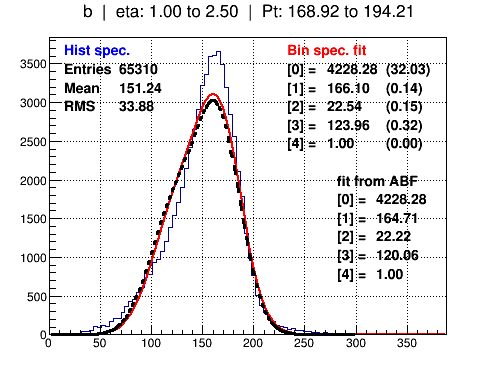 b | eta: 1.00 to 2.50 | Pt: 168.92 to 194.21
Hist spec.
Entries 65310
Mean 151.24
RMS 33.88
Bin spec. fit
[0] = 4228.28 (32.03)
[1] = 166.10 (0.14)
[2] = 22.54 (0.15)
[3] = 123.96 (0.32)
[4] = 1.00 (0.00)
fit from ABF
[0] = 4228.28
[1] = 164.71
[2] = 22.22
[3] = 120.06
[4] = 1.00
3500
3000
2500
2000
1500
1000
500
0
0 50 100 150 200 250 300 350